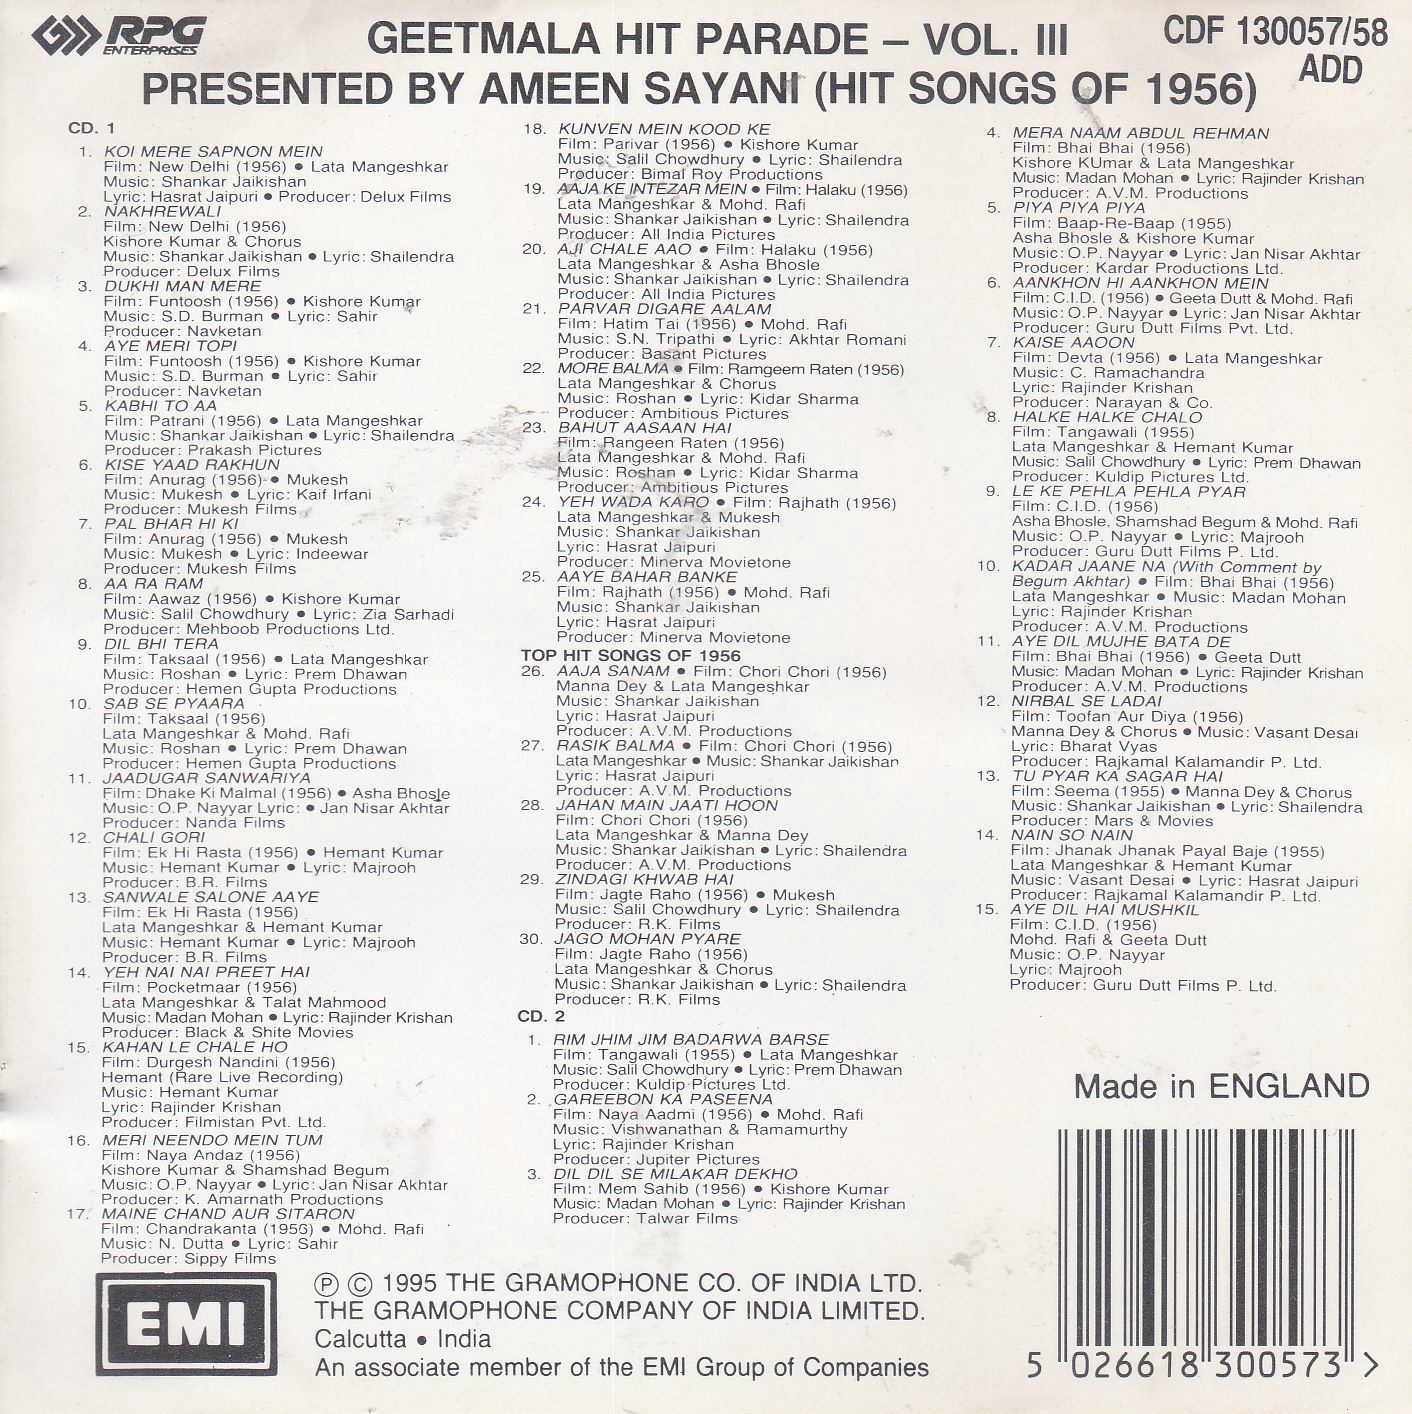 RPG
ENTERPRISES
GEETMALA HIT PARADE – VOL. III
CDF 130057/58
ADD
PRESENTED BY AMEEN SAYANI (HIT SONGS OF 1956)
CD. 1
1. KOI MERE SAPNON MEIN
Film: New Delhi (1956) ● Lata Mangeshkar
Music: Shankar Jaikishan
Lyric: Hasrat Jaipuri ● Producer: Delux Films
2. NAKHREWALI
Film: New Delhi (1956)
Kishore Kumar & Chorus
Music: Shankar Jaikishan ● Lyric: Shailendra
Producer: Delux Films
3. DUKHI MAN MERE
Film: Funtoosh (1956) ● Kishore Kumar
Music: S.D. Burman ● Lyric: Sahir
Producer: Navketan
4. AYE MERI TOPI
Film: Funtoosh (1956) ● Kishore Kumar
Music: S.D. Burman ● Lyric: Sahir
Producer: Navketan
5. KABHI TO AA
Film: Patrani (1956) ● Lata Mangeshkar
Music: Shankar Jaikishan ● Lyric: Shailendra
Producer: Prakash Pictures
6. KISE YAAD RAKHUN
Film: Anurag (1956) ● Mukesh
Music: Mukesh ● Lyric: Kaif Irfani
Producer: Mukesh Films
7. PAL BHAR HI KI
Film: Anurag (1956) ● Mukesh
Music: Mukesh ● Lyric: Indeewar
Producer: Mukesh Films
8. AA RA RAM
Film: Aawaz (1956) ● Kishore Kumar
Music: Salil Chowdhury ● Lyric: Zia Sarhadi
Producer: Mehboob Productions Ltd.
9. DIL BHI TERA
Film: Taksaal (1956) ● Lata Mangeshkar
Music: Roshan ● Lyric: Prem Dhawan
Producer: Hemen Gupta Productions
10. SAB SE PYAARA
Film: Taksaal (1956)
Lata Mangeshkar & Mohd. Rafi
Music: Roshan ● Lyric: Prem Dhawan
Producer: Hemen Gupta Productions
11. JAADUGAR SANWARIYA
Film: Dhake Ki Malmal (1956) ● Asha Bhosle
Music: O.P. Nayyar Lyric: ● Jan Nisar Akhtar
Producer: Nanda Films
12. CHALI GORI
Film: Ek Hi Rasta (1956) ● Hemant Kumar
Music: Hemant Kumar ● Lyric: Majrooh
Producer: B.R. Films
13. SANWALE SALONE AAYE
Film: Ek Hi Rasta (1956)
Lata Mangeshkar & Hemant Kumar
Music: Hemant Kumar ● Lyric: Majrooh
Producer: B.R. Films
14. YEH NAI NAI PREET HAI
Film: Pocketmaar (1956)
Lata Mangeshkar & Talat Mahmood
Music: Madan Mohan ● Lyric: Rajinder Krishan
Producer: Black & Shite Movies
15. KAHAN LE CHALE HO
Film: Durgesh Nandini (1956)
Hemant (Rare Live Recording)
Music: Hemant Kumar
Lyric: Rajinder Krishan
Producer: Filmistan Pvt. Ltd.
16. MERI NEENDO MEIN TUM
Film: Naya Andaz (1956)
Kishore Kumar & Shamshad Begum
Music: O.P. Nayyar ● Lyric: Jan Nisar Akhtar
Producer: K. Amarnath Productions
17. MAINE CHAND AUR SITARON
Film: Chandrakanta (1956) ● Mohd. Rafi
Music: N. Dutta ● Lyric: Sahir
Producer: Sippy Films
18. KUNVEN MEIN KOOD KE
Film: Parivar (1956) ● Kishore Kumar
Music: Salil Chowdhury ● Lyric: Shailendra
Producer: Bimal Roy Productions
19. AAJA KE INTEZAR MEIN ● Film: Halaku (1956)
Lata Mangeshkar & Mohd. Rafi
Music: Shankar Jaikishan ● Lyric: Shailendra
Producer: All India Pictures
20. AJI CHALE AAO ● Film: Halaku (1956)
Lata Mangeshkar & Asha Bhosle
Music: Shankar Jaikishan ● Lyric: Shailendra
Producer: All India Pictures
21. PARVAR DIGARE AALAM
Film: Hatim Tai (1956) ● Mohd. Rafi
Music: S.N. Tripathi ● Lyric: Akhtar Romani
Producer: Basant Pictures
22. MORE BALMA ● Film: Ramgeem Raten (1956)
Lata Mangeshkar & Chorus
Music: Roshan ● Lyric: Kidar Sharma
Producer: Ambitious Pictures
23. BAHUT AASAAN HAI
Film: Rangeen Raten (1956)
Lata Mangeshkar & Mohd. Rafi
Music: Roshan ● Lyric: Kidar Sharma
Producer: Ambitious Pictures
24. YEH WADA KARO ● Film: Rajhath (1956)
Lata Mangeshkar & Mukesh
Music: Shankar Jaikishan
Lyric: Hasrat Jaipuri
Producer: Minerva Movietone
25. AAYE BAHAR BANKE
Film: Rajhath (1956) ● Mohd. Rafi
Music: Shankar Jaikishan
Lyric: Hasrat Jaipuri
Producer: Minerva Movietone
TOP HIT SONGS OF 1956
26. AAJA SANAM ● Film: Chori Chori (1956)
Manna Dey & Lata Mangeshkar
Music: Shankar Jaikishan
Lyric: Hasrat Jaipuri
Producer: A.V.M. Productions
27. RASIK BALMA ● Film: Chori Chori (1956)
Lata Mangeshkar ● Music: Shankar Jaikishan
Lyric: Hasrat Jaipuri
Producer: A.V.M. Productions
28. JAHAN MAIN JAATI HOON
Film: Chori Chori (1956)
Lata Mangeshkar & Manna Dey
Music: Shankar Jaikishan ● Lyric: Shailendra
Producer: A.V.M. Productions
29. ZINDAGI KHWAB HAI
Film: Jagte Raho (1956) ● Mukesh
Music: Salil Chowdhury ● Lyric: Shailendra
Producer: R.K. Films
30. JAGO MOHAN PYARE
Film: Jagte Raho (1956)
Lata Mangeshkar & Chorus
Music: Shankar Jaikishan ● Lyric: Shailendra
Producer: R.K. Films
CD. 2
1. RIM JHIM JIM BADARWA BARSE
Film: Tangawali (1955) ● Lata Mangeshkar
Music: Salil Chowdhury ● Lyric: Prem Dhawan
Producer: Kuldip Pictures Ltd.
2. GAREEBON KA PASEENA
Film: Naya Aadmi (1956) ● Mohd. Rafi
Music: Vishwanathan & Ramamurthy
Lyric: Rajinder Krishan
Producer: Jupiter Pictures
3. DIL DIL SE MILAKAR DEKHO
Film: Mem Sahib (1956) ● Kishore Kumar
Music: Madan Mohan ● Lyric: Rajinder Krishan
Producer: Talwar Films
4. MERA NAAM ABDUL REHMAN
Film: Bhai Bhai (1956)
Kishore KUmar & Lata Mangeshkar
Music: Madan Mohan ● Lyric: Rajinder Krishan
Producer: A.V.M. Productions
5. PIYA PIYA PIYA
Film: Baap-Re-Baap (1955)
Asha Bhosle & Kishore Kumar
Music: O.P. Nayyar ● Lyric: Jan Nisar Akhtar
Producer: Kardar Productions Ltd.
6. AANKHON HI AANKHON MEIN
Film: C.I.D. (1956) ● Geeta Dutt & Mohd. Rafi
Music: O.P. Nayyar ● Lyric: Jan Nisar Akhtar
Producer: Guru Dutt Films Pvt. Ltd.
7. KAISE AAOON
Film: Devta (1956) ● Lata Mangeshkar
Music: C. Ramachandra
Lyric: Rajinder Krishan
Producer: Narayan & Co.
8. HALKE HALKE CHALO
Film: Tangawali (1955)
Lata Mangeshkar & Hemant Kumar
Music: Salil Chowdhury ● Lyric: Prem Dhawan
Producer: Kuldip Pictures Ltd.
9. LE KE PEHLA PEHLA PYAR
Film: C.I.D. (1956)
Asha Bhosle, Shamshad Begum & Mohd. Rafi
Music: O.P. Nayyar ● Lyric: Majrooh
Producer: Guru Dutt Films P. Ltd.
10. KADAR JAANE NA (With Comment by
Begum Akhtar) ● Film: Bhai Bhai (1956)
Lata Mangeshkar ● Music: Madan Mohan
Lyric: Rajinder Krishan
Producer: A.V.M. Productions
11. AYE DIL MUJHE BATA DE
Film: Bhai Bhai (1956) ● Geeta Dutt
Music: Madan Mohan ● Lyric: Rajinder Krishan
Producer: A.V.M. Productions
12. NIRBAL SE LADAI
Film: Toofan Aur Diya (1956)
Manna Dey & Chorus ● Music: Vasant Desai
Lyric: Bharat Vyas
Producer: Rajkamal Kalamandir P. Ltd.
13. TU PYAR KA SAGAR HAI
Film: Seema (1955) ● Manna Dey & Chorus
Music: Shankar Jaikishan ● Lyric: Shailendra
Producer: Mars & Movies
14. NAIN SO NAIN
Film: Jhanak Jhanak Payal Baje (1955)
Lata Mangeshkar & Hemant Kumar
Music: Vasant Desai ● Lyric: Hasrat Jaipuri
Producer: Rajkamal Kalamandir P. Ltd.
15. AYE DIL HAI MUSHKIL
Film: C.I.D. (1956)
Mohd. Rafi & Geeta Dutt
Music: O.P. Nayyar
Lyric: Majrooh
Producer: Guru Dutt Films P. Ltd.
Made in ENGLAND
5 026618 300573 >
EMI
Ⓟ © 1995 THE GRAMOPHONE CO. OF INDIA LTD.
THE GRAMOPHONE COMPANY OF INDIA LIMITED.
Calcutta ● India
An associate member of the EMI Group of Companies